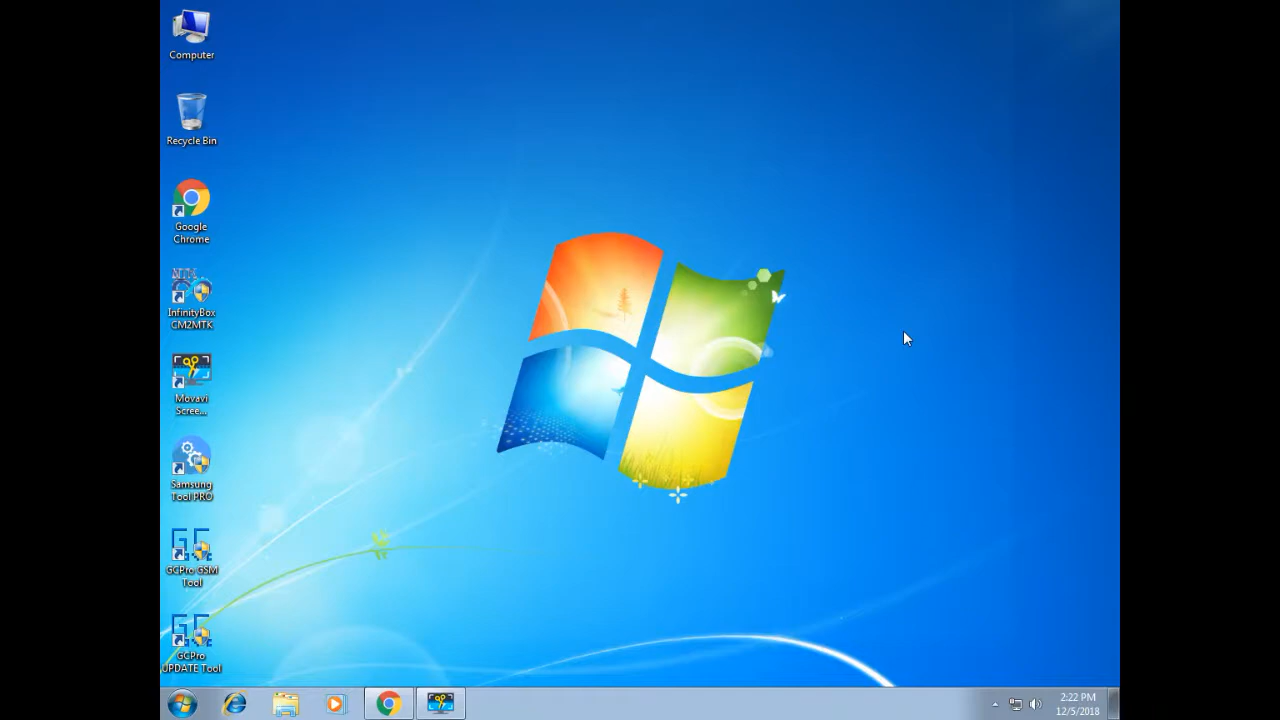 Computer
Recycle Bin
Google
Chrome
MTK
InfinityBox
CM2MTK
Movavi
Scree...
Samsung
Tool PRO
GCPro GSM
Tool
GCPro
UPDATE Tool
2:22 PM
12/5/2018